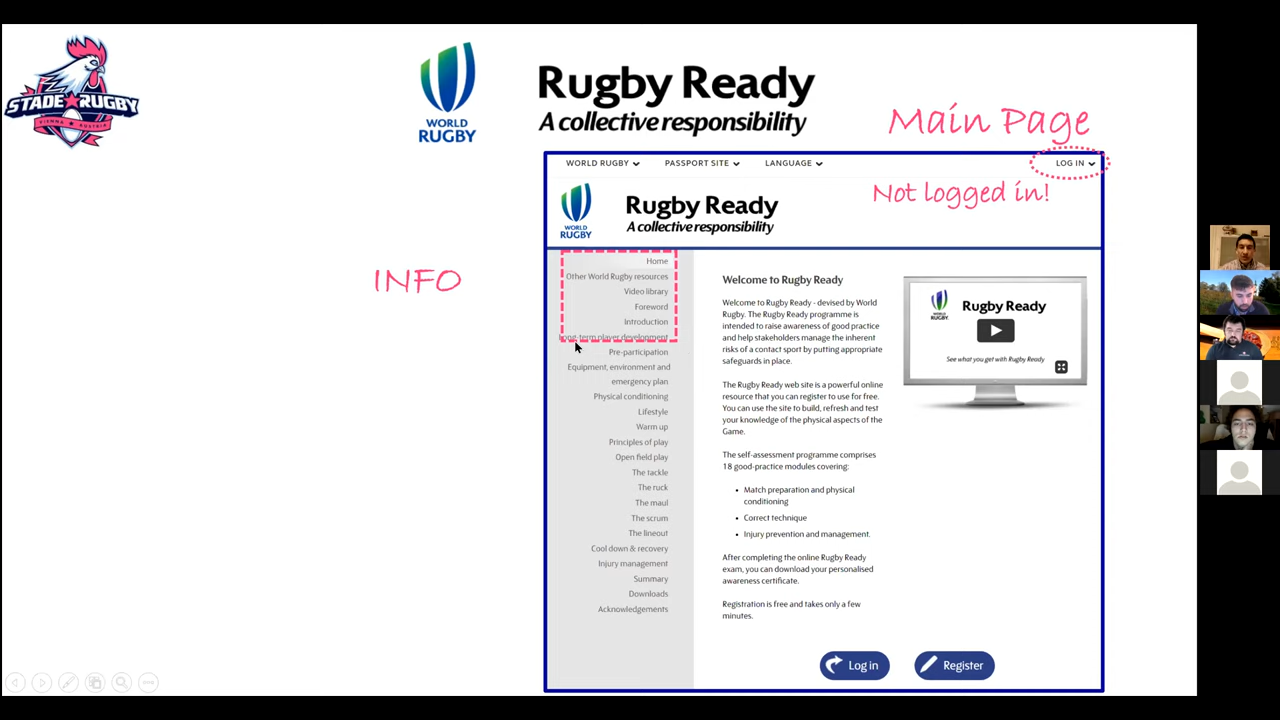 STADE★RUGBY
VIENNA ★ AUSTRIA
WORLD
RUGBY
Rugby Ready
A collective responsibility
Main Page
WORLD RUGBY
PASSPORT SITE
LANGUAGE
LOG IN
Not logged in!
WORLD
RUGBY
Rugby Ready
A collective responsibility
INFO
Home
Other World Rugby resources
Video library
Foreword
Introduction
Long-term player development
Pre-participation
Equipment, environment and
emergency plan
Physical conditioning
Lifestyle
Warm up
Principles of play
Open field play
The tackle
The ruck
The maul
The scrum
The lineout
Cool down & recovery
Injury management
Summary
Downloads
Acknowledgements
Welcome to Rugby Ready
Welcome to Rugby Ready - devised by World
Rugby. The Rugby Ready programme is
intended to raise awareness of good practice
and help stakeholders manage the inherent
risks of a contact sport by putting appropriate
safeguards in place.
The Rugby Ready web site is a powerful online
resource that you can register to use for free.
You can use the site to build, refresh and test
your knowledge of the physical aspects of the
Game.
The self-assessment programme comprises
18 good-practice modules covering:
• Match preparation and physical
conditioning
• Correct technique
• Injury prevention and management.
After completing the online Rugby Ready
exam, you can download your personalised
awareness certificate.
Registration is free and takes only a few
minutes.
Rugby Ready
See what you get with Rugby Ready
Log in
Register